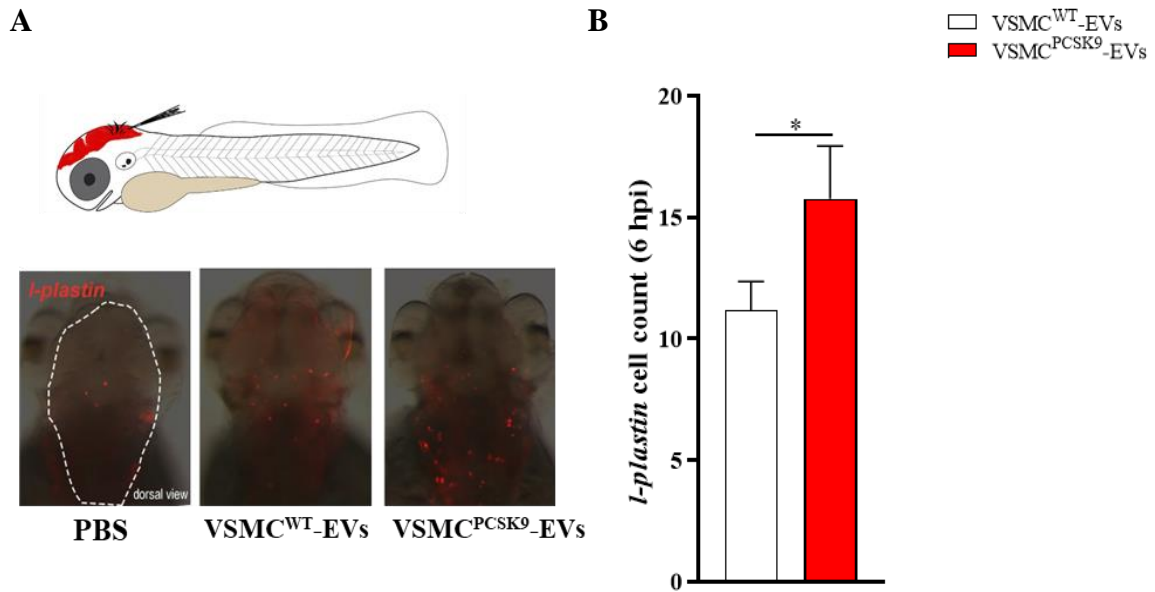 A
l-plastin
dorsal view
PBS
VSMCWT-EVs
VSMCPCSK9-EVs
B
VSMCWT-EVs
VSMCPCSK9-EVs
l-plastin cell count (6 hpi)
20
15
10
5
0
*